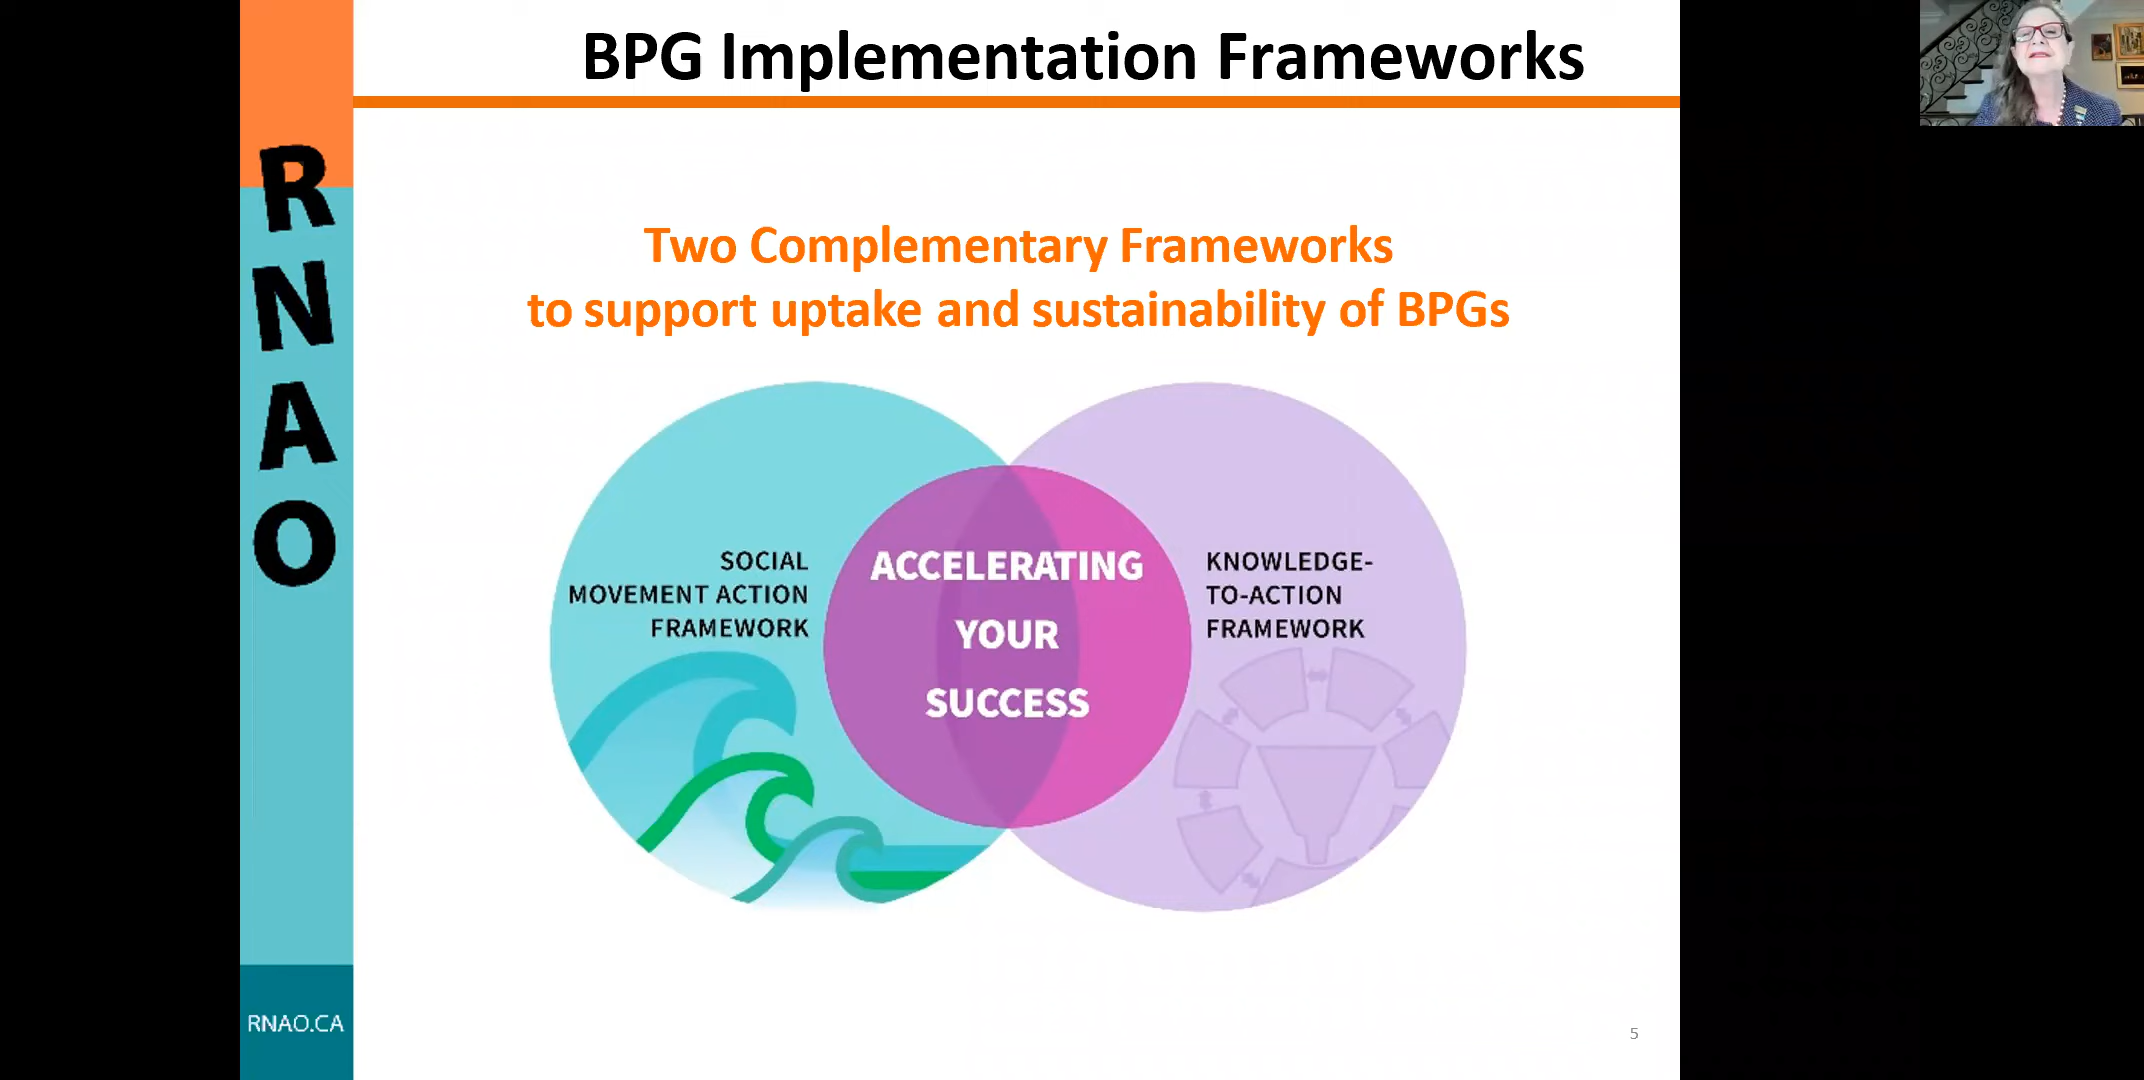 BPG Implementation Frameworks
RNAO
Two Complementary Frameworks
to support uptake and sustainability of BPGs
SOCIAL
MOVEMENT ACTION
FRAMEWORK
ACCELERATING
YOUR
SUCCESS
KNOWLEDGE-
TO-ACTION
FRAMEWORK
RNAO.CA
5